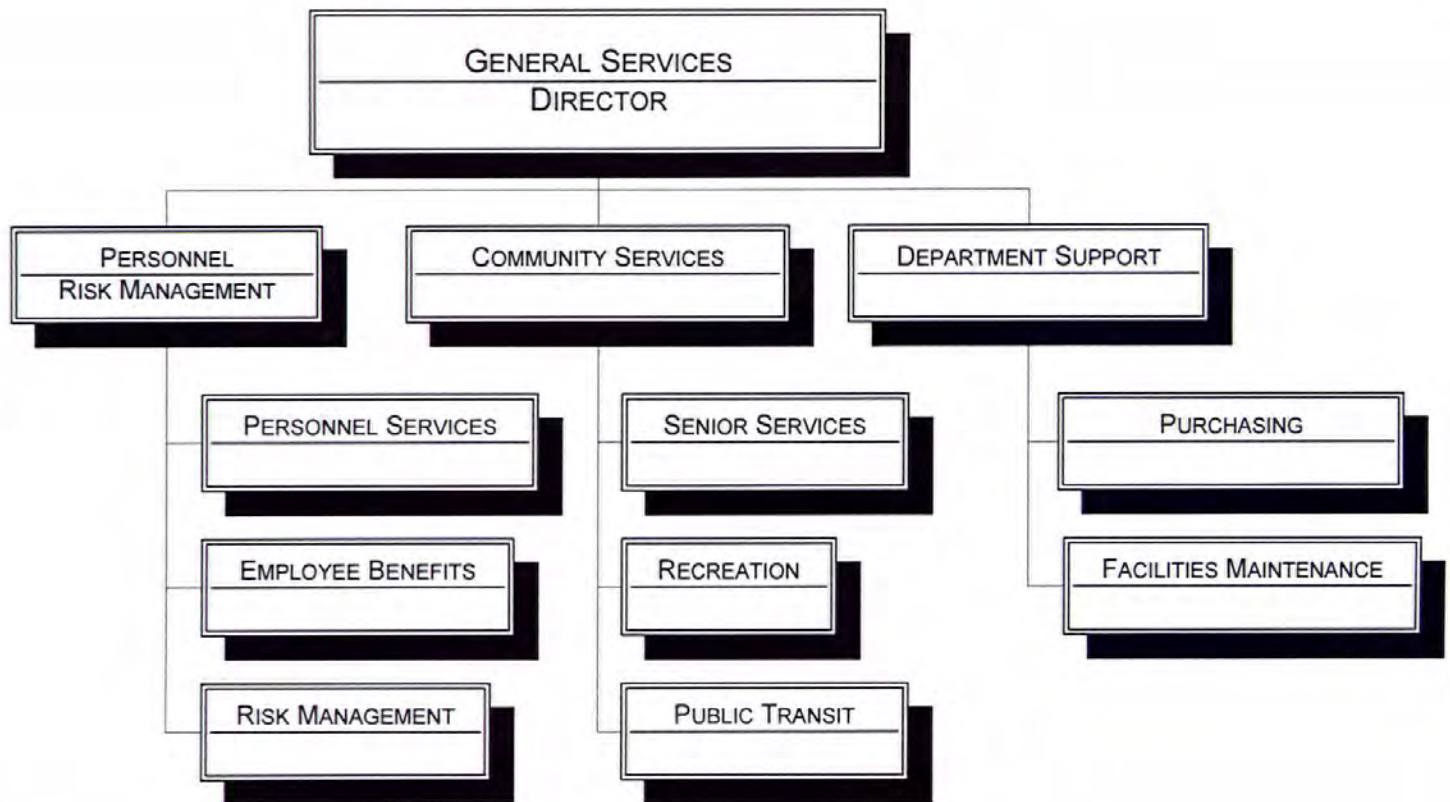 GENERAL SERVICES
DIRECTOR
PERSONNEL
RISK MANAGEMENT
COMMUNITY SERVICES
DEPARTMENT SUPPORT
PERSONNEL SERVICES
EMPLOYEE BENEFITS
RISK MANAGEMENT
SENIOR SERVICES
RECREATION
PUBLIC TRANSIT
PURCHASING
FACILITIES MAINTENANCE